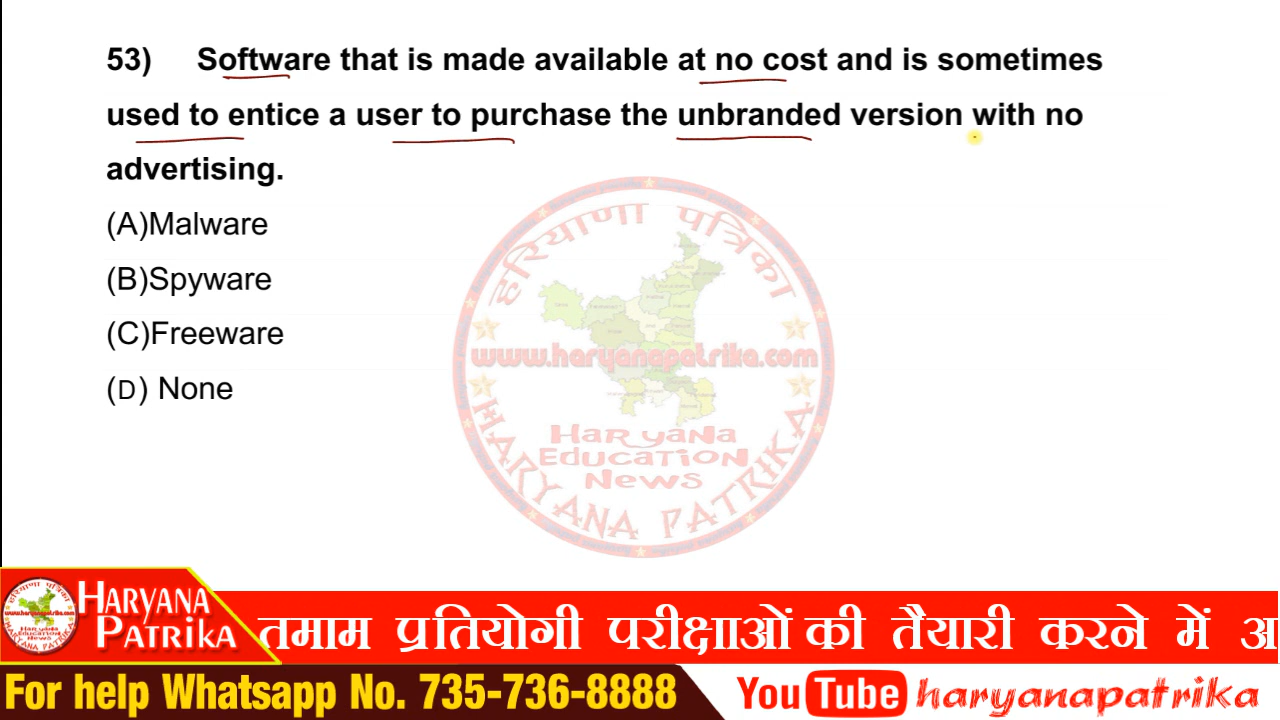 53) Software that is made available at no cost and is sometimes
used to entice a user to purchase the unbranded version with no
advertising.
(A)Malware
(B)Spyware
(C)Freeware
(D) None
हरियाणा पत्रिका
www.haryanapatrika.com
Haryana
Education
News
HARYANA PATRIKA
HARYANA
PATRIKA
तमाम प्रतियोगी परीक्षाओं की तैयारी करने में अ
For help Whatsapp No. 735-736-8888
YouTube haryanapatrika